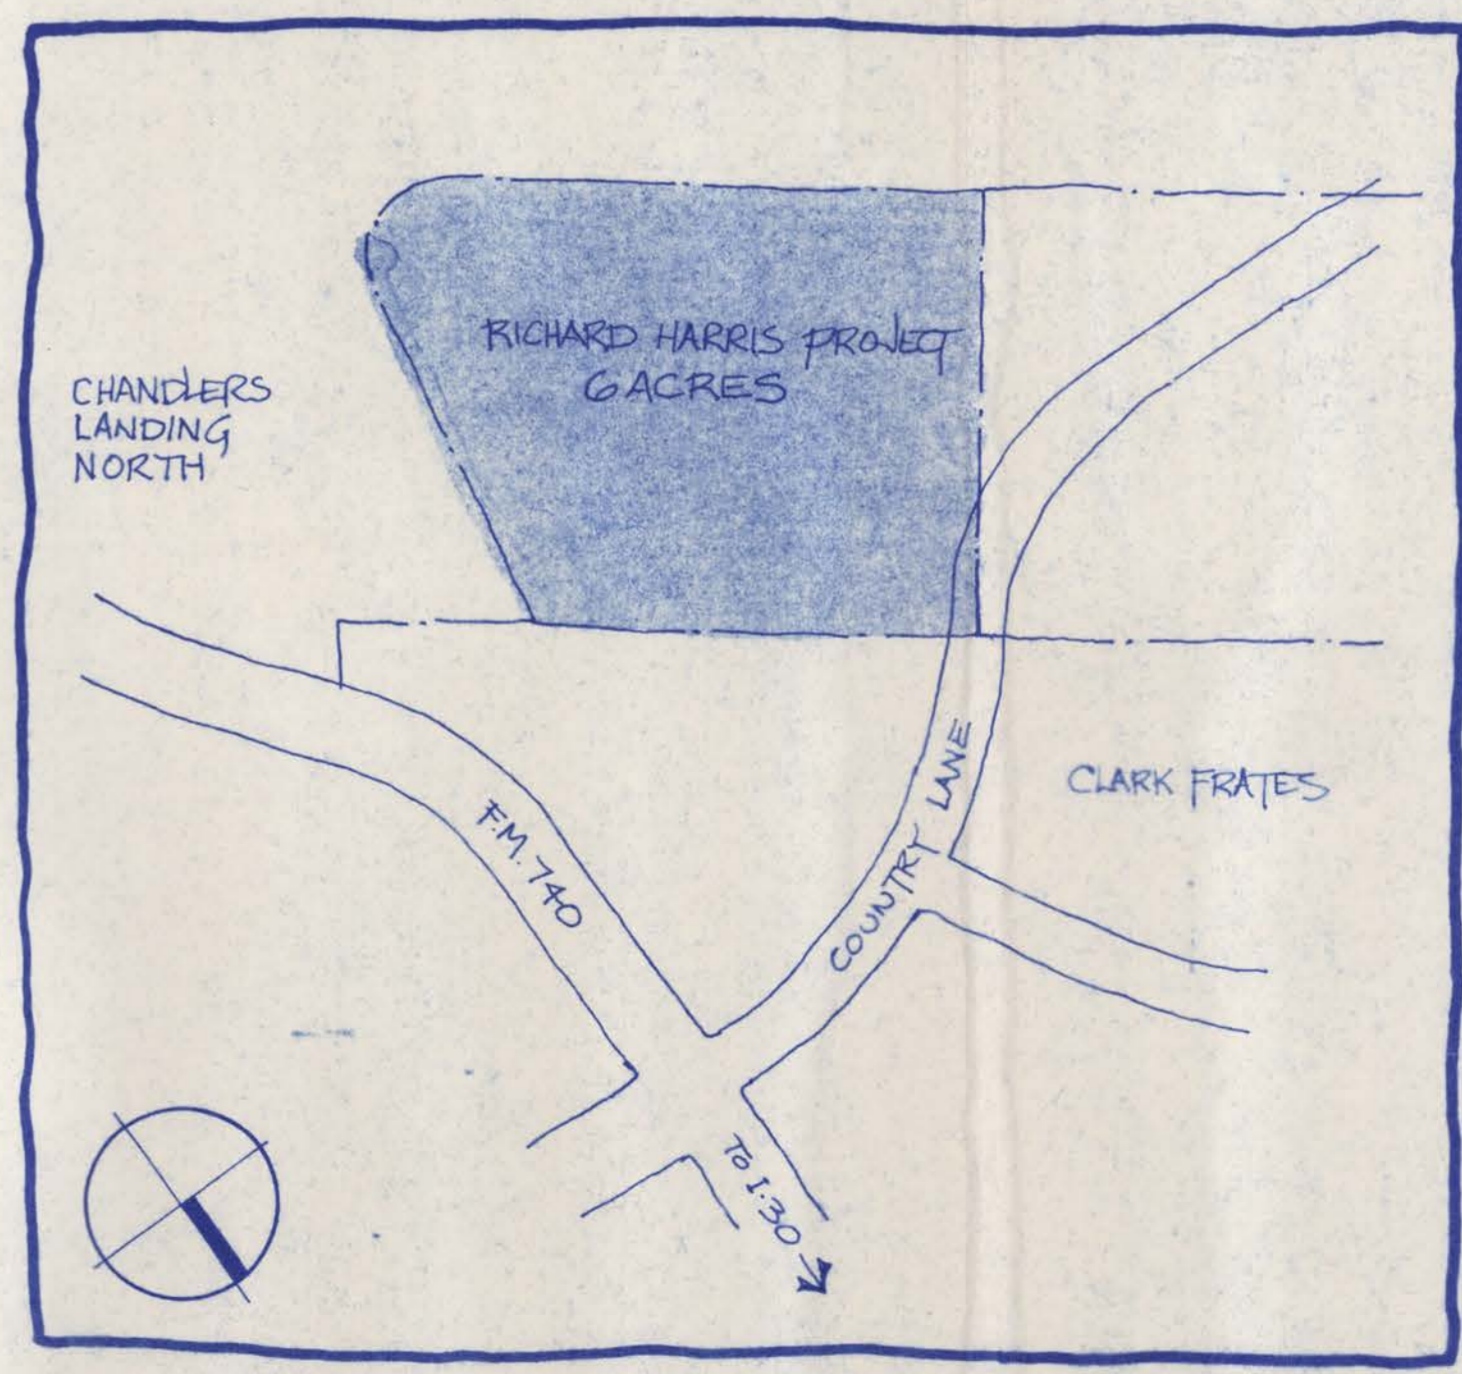 RICHARD HARRIS PROJECT
6 ACRES
CHANDLERS
LANDING
NORTH
F.M. 740
COUNTRY LANE
CLARK FRATES
TO I.30